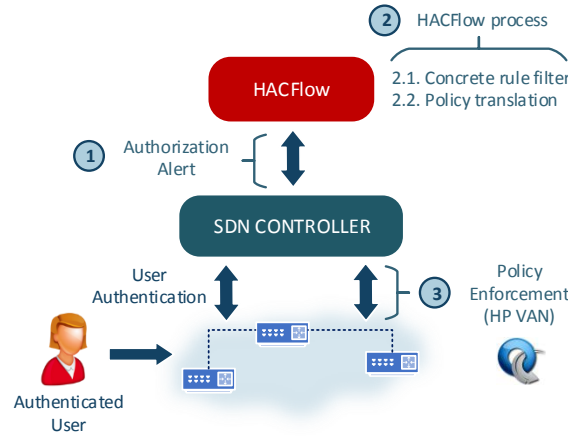 2
HACFlow process
2.1. Concrete rule filter
2.2. Policy translation
HACFlow
1
Authorization
Alert
SDN CONTROLLER
User
Authentication
3
Policy
Enforcement
(HP VAN)
Authenticated
User